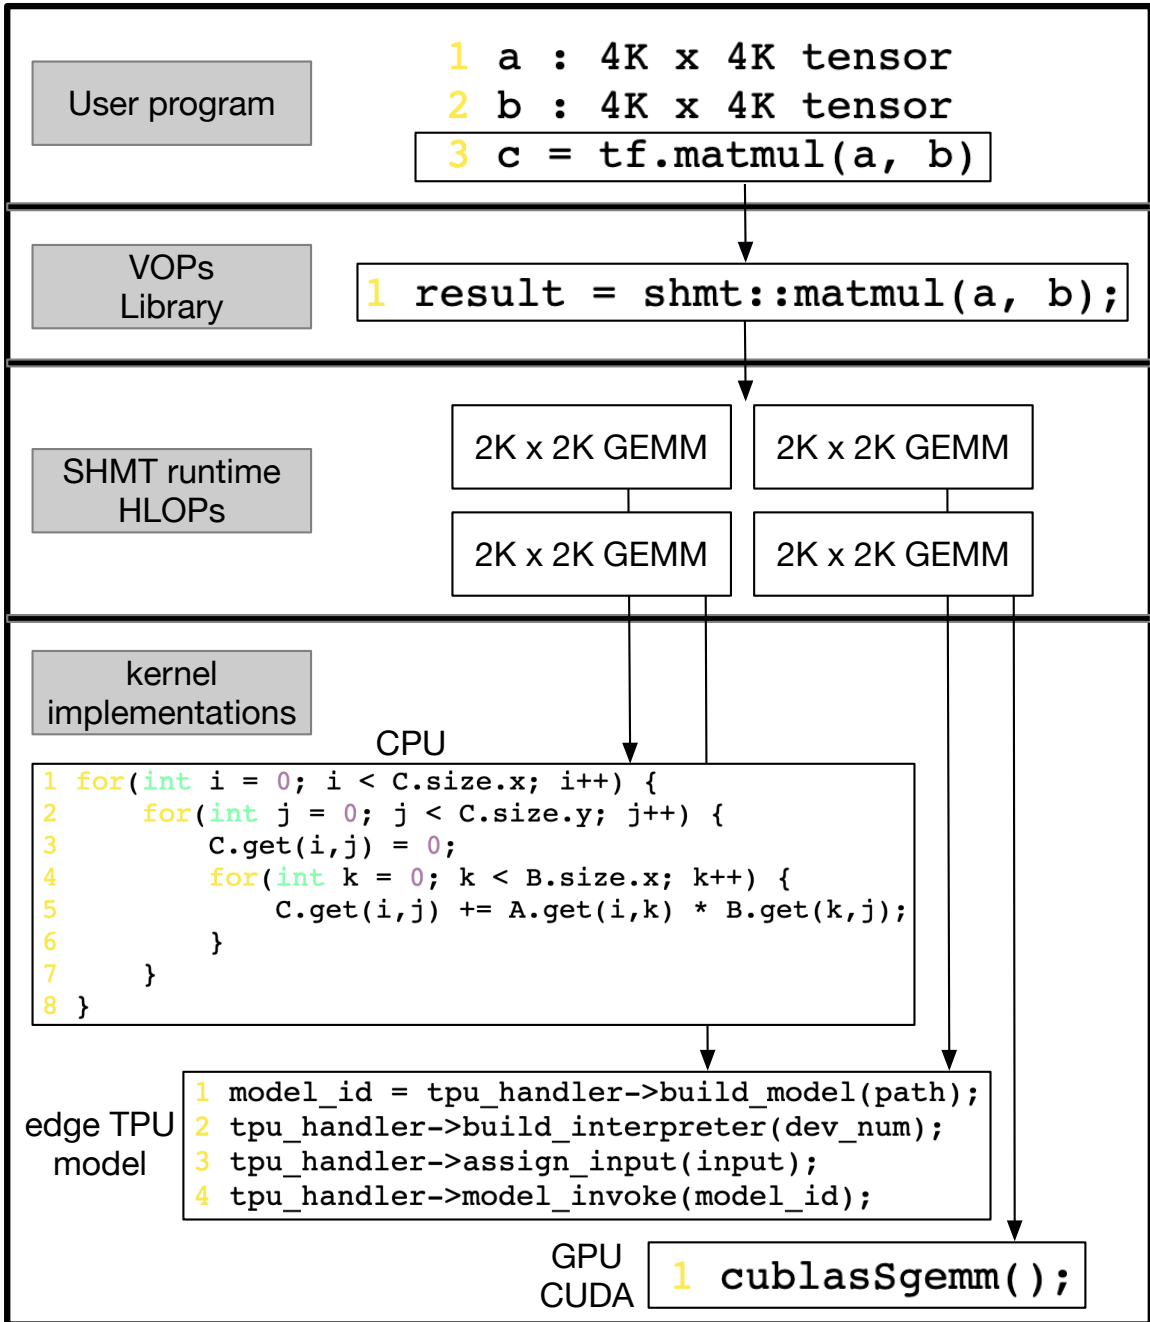 User program
1 a : 4K x 4K tensor
2 b : 4K x 4K tensor
3 c = tf.matmul(a, b)
VOPs
Library
1 result = shmt::matmul(a, b);
SHMT runtime
HLOPs
2K x 2K GEMM
2K x 2K GEMM
2K x 2K GEMM
2K x 2K GEMM
kernel
implementations
CPU
1 for(int i = 0; i < C.size.x; i++) {
2     for(int j = 0; j < C.size.y; j++) {
3         C.get(i,j) = 0;
4         for(int k = 0; k < B.size.x; k++) {
5             C.get(i,j) += A.get(i,k) * B.get(k,j);
6         }
7     }
8 }
edge TPU
model
1 model_id = tpu_handler->build_model(path);
2 tpu_handler->build_interpreter(dev_num);
3 tpu_handler->assign_input(input);
4 tpu_handler->model_invoke(model_id);
GPU
CUDA
1 cublasSgemm();